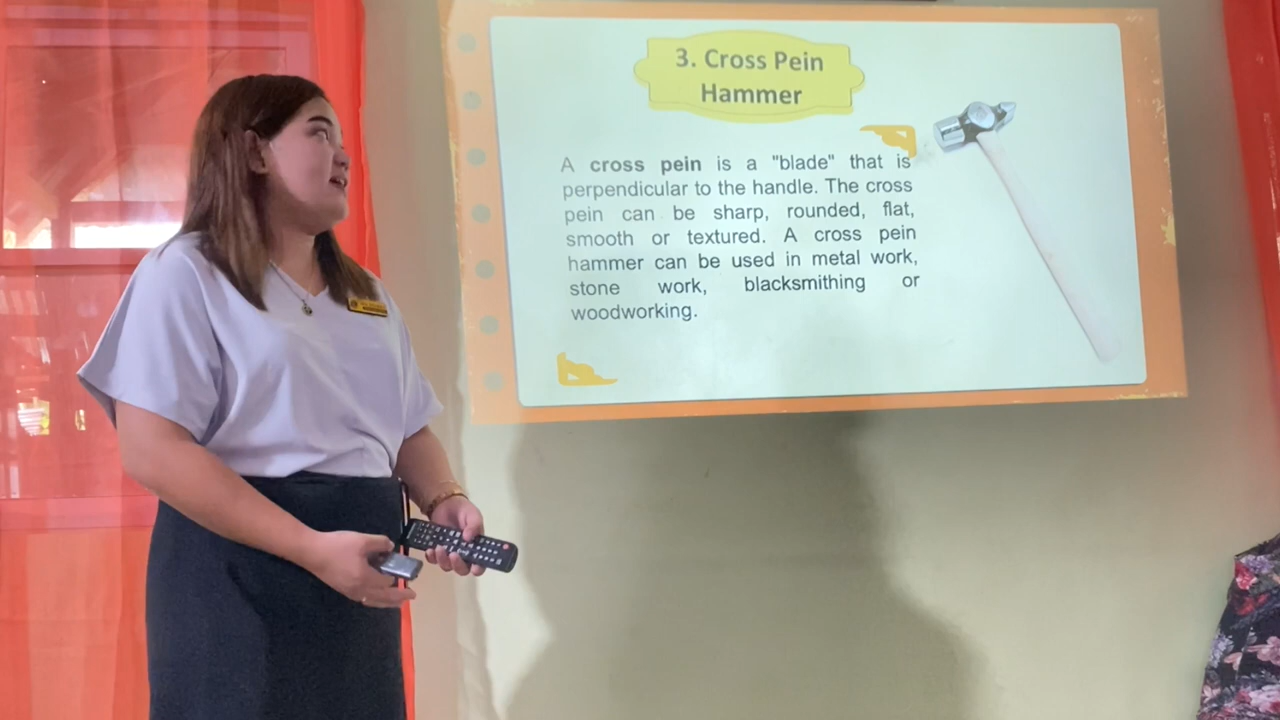 3. Cross Pein
Hammer
A cross pein is a "blade" that is
perpendicular to the handle. The cross
pein can be sharp, rounded, flat,
smooth or textured. A cross pein
hammer can be used in metal work,
stone work, blacksmithing or
woodworking.